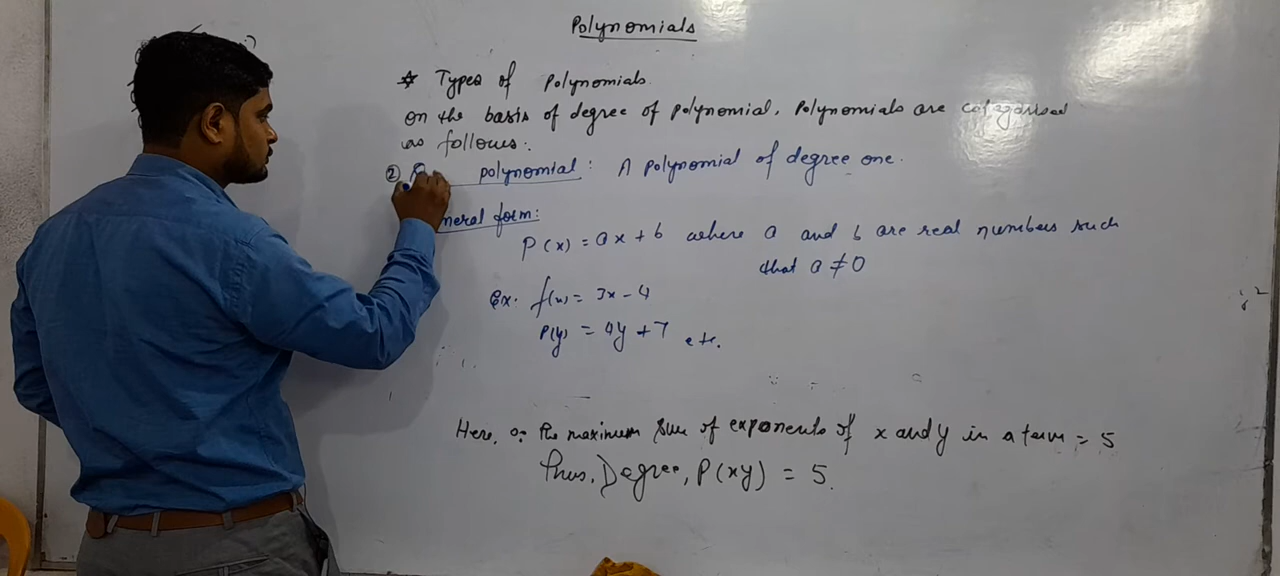 Polynomials
* Types of Polynomials.
on the basis of degree of polynomial, Polynomials are categorised
as follows:
② polynomial: A polynomial of degree one.
neral form:
P(x) = ax + b where a and b are real numbers such
that a ≠ 0
Ex. f(x) = 3x - 4
P(y) = 4y + 7 etc.
Here, ∵ the maximum sum of exponents of x and y in a term = 5
Thus, Degree, P(xy) = 5.